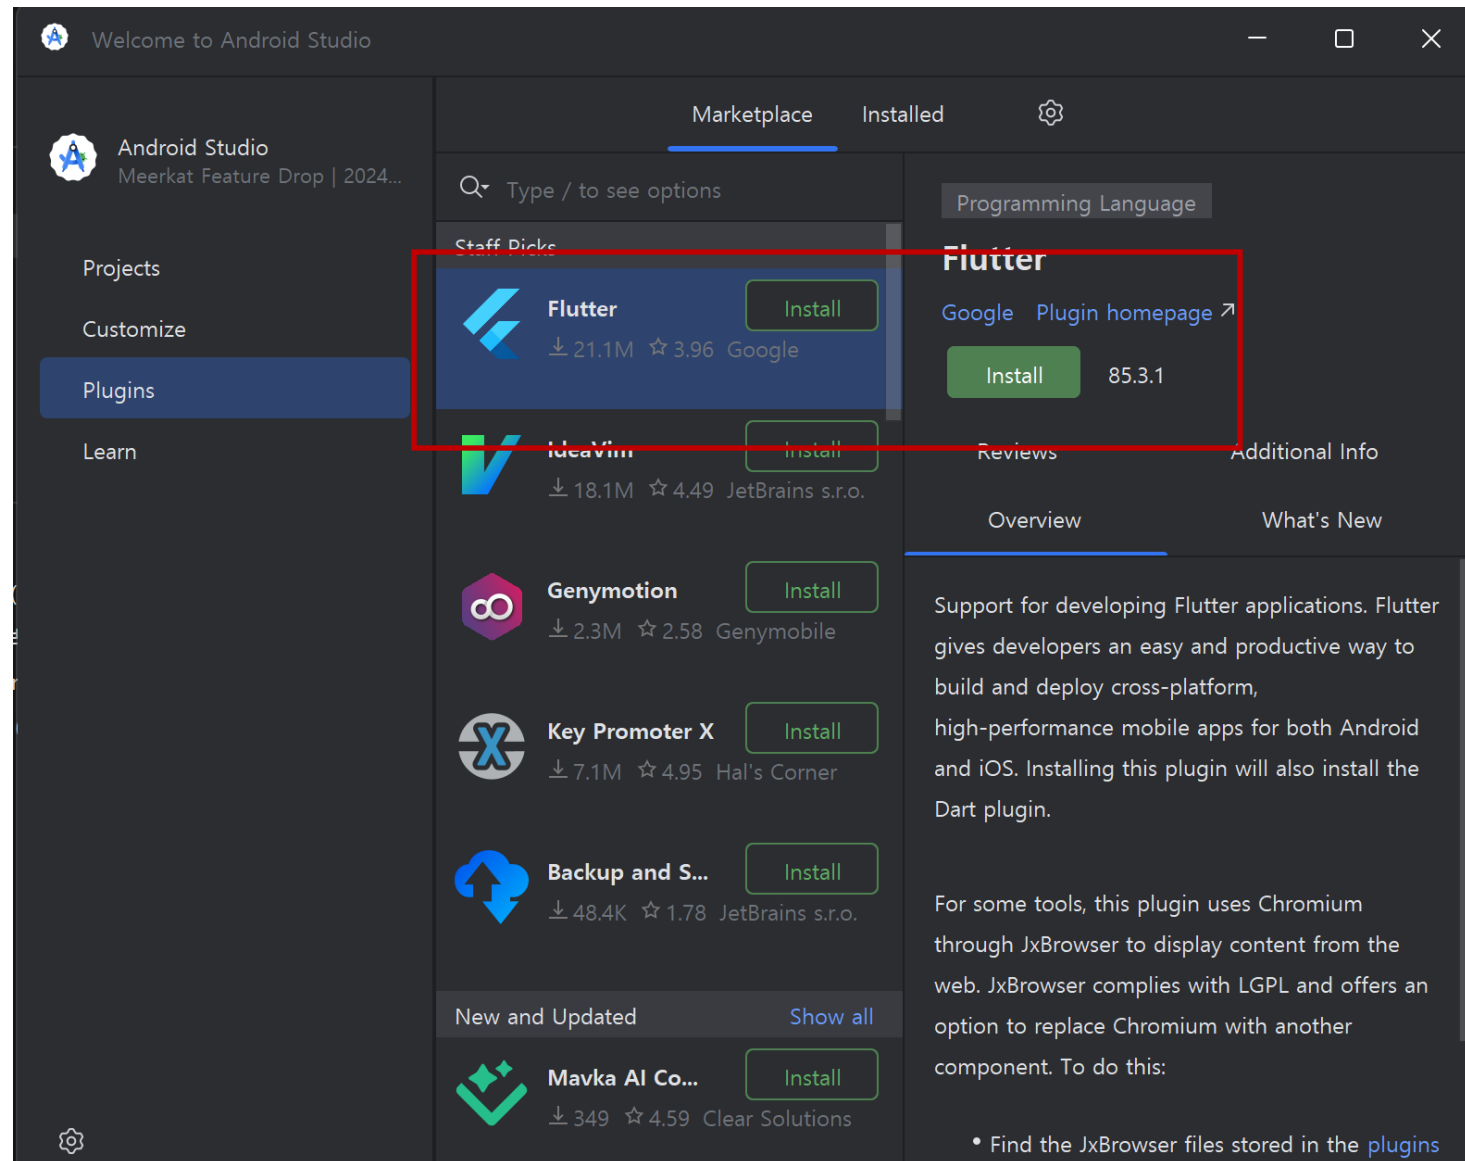 Welcome to Android Studio
Android Studio
Meerkat Feature Drop | 2024...
Projects
Customize
Plugins
Learn
Marketplace
Installed
Type / to see options
Staff Picks
Flutter
Install
21.1M 3.96 Google
IdeaVim
Install
18.1M 4.49 JetBrains s.r.o.
Genymotion
Install
2.3M 2.58 Genymobile
Key Promoter X
Install
7.1M 4.95 Hal's Corner
Backup and S...
Install
48.4K 1.78 JetBrains s.r.o.
New and Updated
Show all
Mavka AI Co...
Install
349 4.59 Clear Solutions
Programming Language
Flutter
Google Plugin homepage ↗
Install 85.3.1
Reviews
Additional Info
Overview
What's New
Support for developing Flutter applications. Flutter
gives developers an easy and productive way to
build and deploy cross-platform,
high-performance mobile apps for both Android
and iOS. Installing this plugin will also install the
Dart plugin.
For some tools, this plugin uses Chromium
through JxBrowser to display content from the
web. JxBrowser complies with LGPL and offers an
option to replace Chromium with another
component. To do this:
• Find the JxBrowser files stored in the plugins